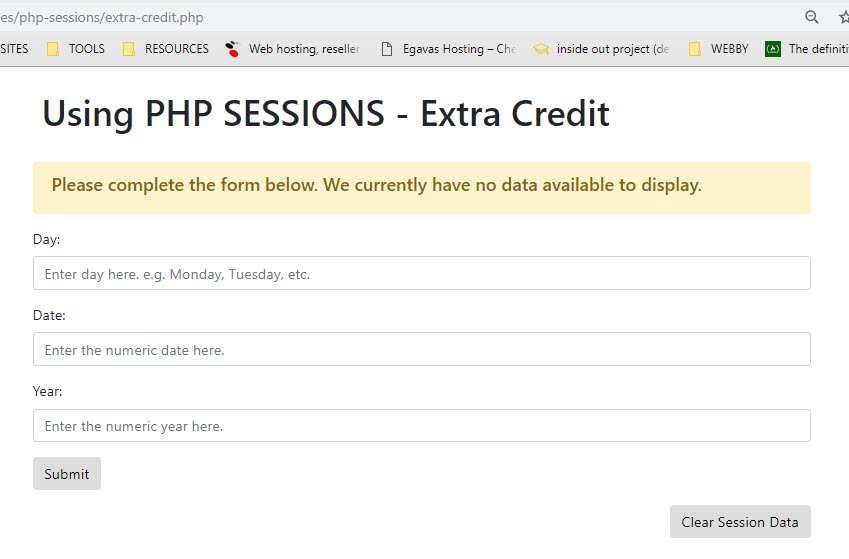 es/php-sessions/extra-credit.php
SITES TOOLS RESOURCES Web hosting, reseller Egavas Hosting – Che inside out project (de WEBBY The definiti
Using PHP SESSIONS - Extra Credit
Please complete the form below. We currently have no data available to display.
Day:
Enter day here. e.g. Monday, Tuesday, etc.
Date:
Enter the numeric date here.
Year:
Enter the numeric year here.
Submit
Clear Session Data